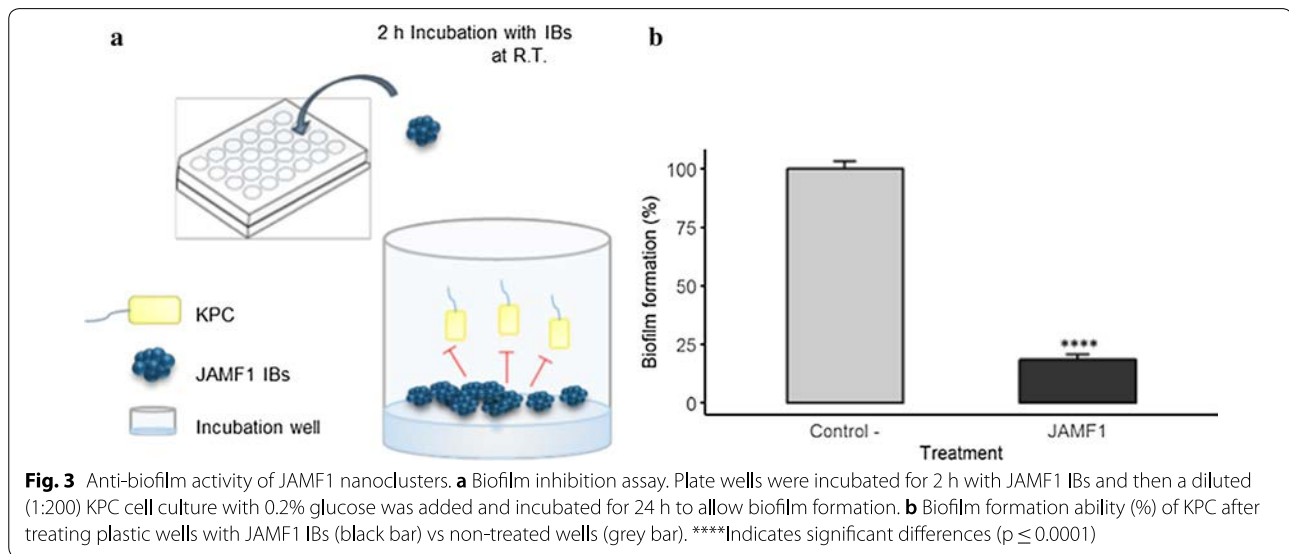 a
2 h Incubation with IBs
at R.T.
KPC
JAMF1 IBs
Incubation well
b
Biofilm formation (%)
100
75
50
25
0
****
Control -
JAMF1
Treatment
Fig. 3 Anti-biofilm activity of JAMF1 nanoclusters. a Biofilm inhibition assay. Plate wells were incubated for 2 h with JAMF1 IBs and then a diluted
(1:200) KPC cell culture with 0.2% glucose was added and incubated for 24 h to allow biofilm formation. b Biofilm formation ability (%) of KPC after
treating plastic wells with JAMF1 IBs (black bar) vs non-treated wells (grey bar). ****Indicates significant differences (p ≤ 0.0001)